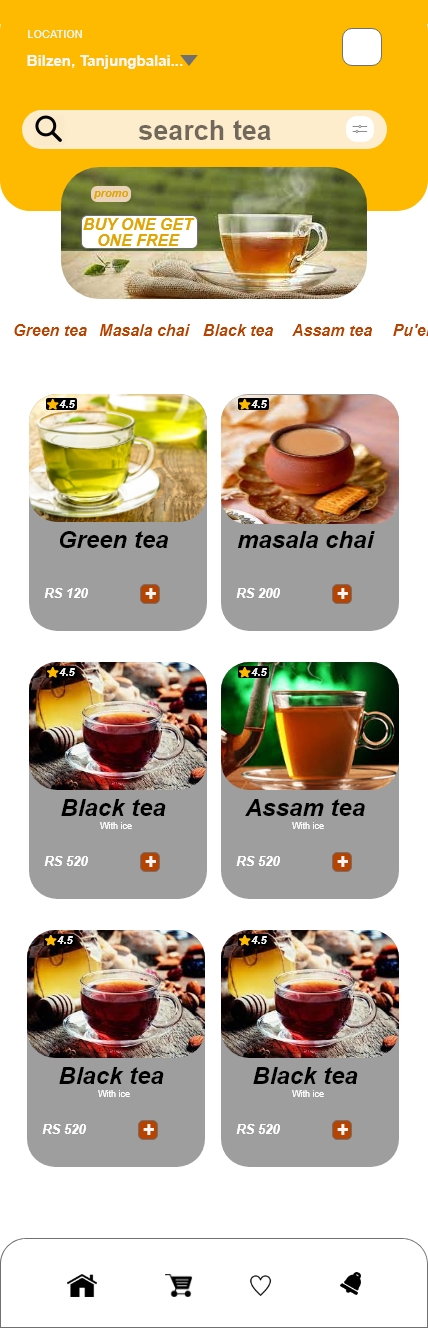 LOCATION
Bilzen, Tanjungbalai...
search tea
promo
BUY ONE GET
ONE FREE
Green tea Masala chai Black tea Assam tea Pu'e
4.5 4.5
Green tea masala chai
RS 120 RS 200
4.5 4.5
Black tea Assam tea
With ice With ice
RS 520 RS 520
4.5 4.5
Black tea Black tea
With ice With ice
RS 520 RS 520